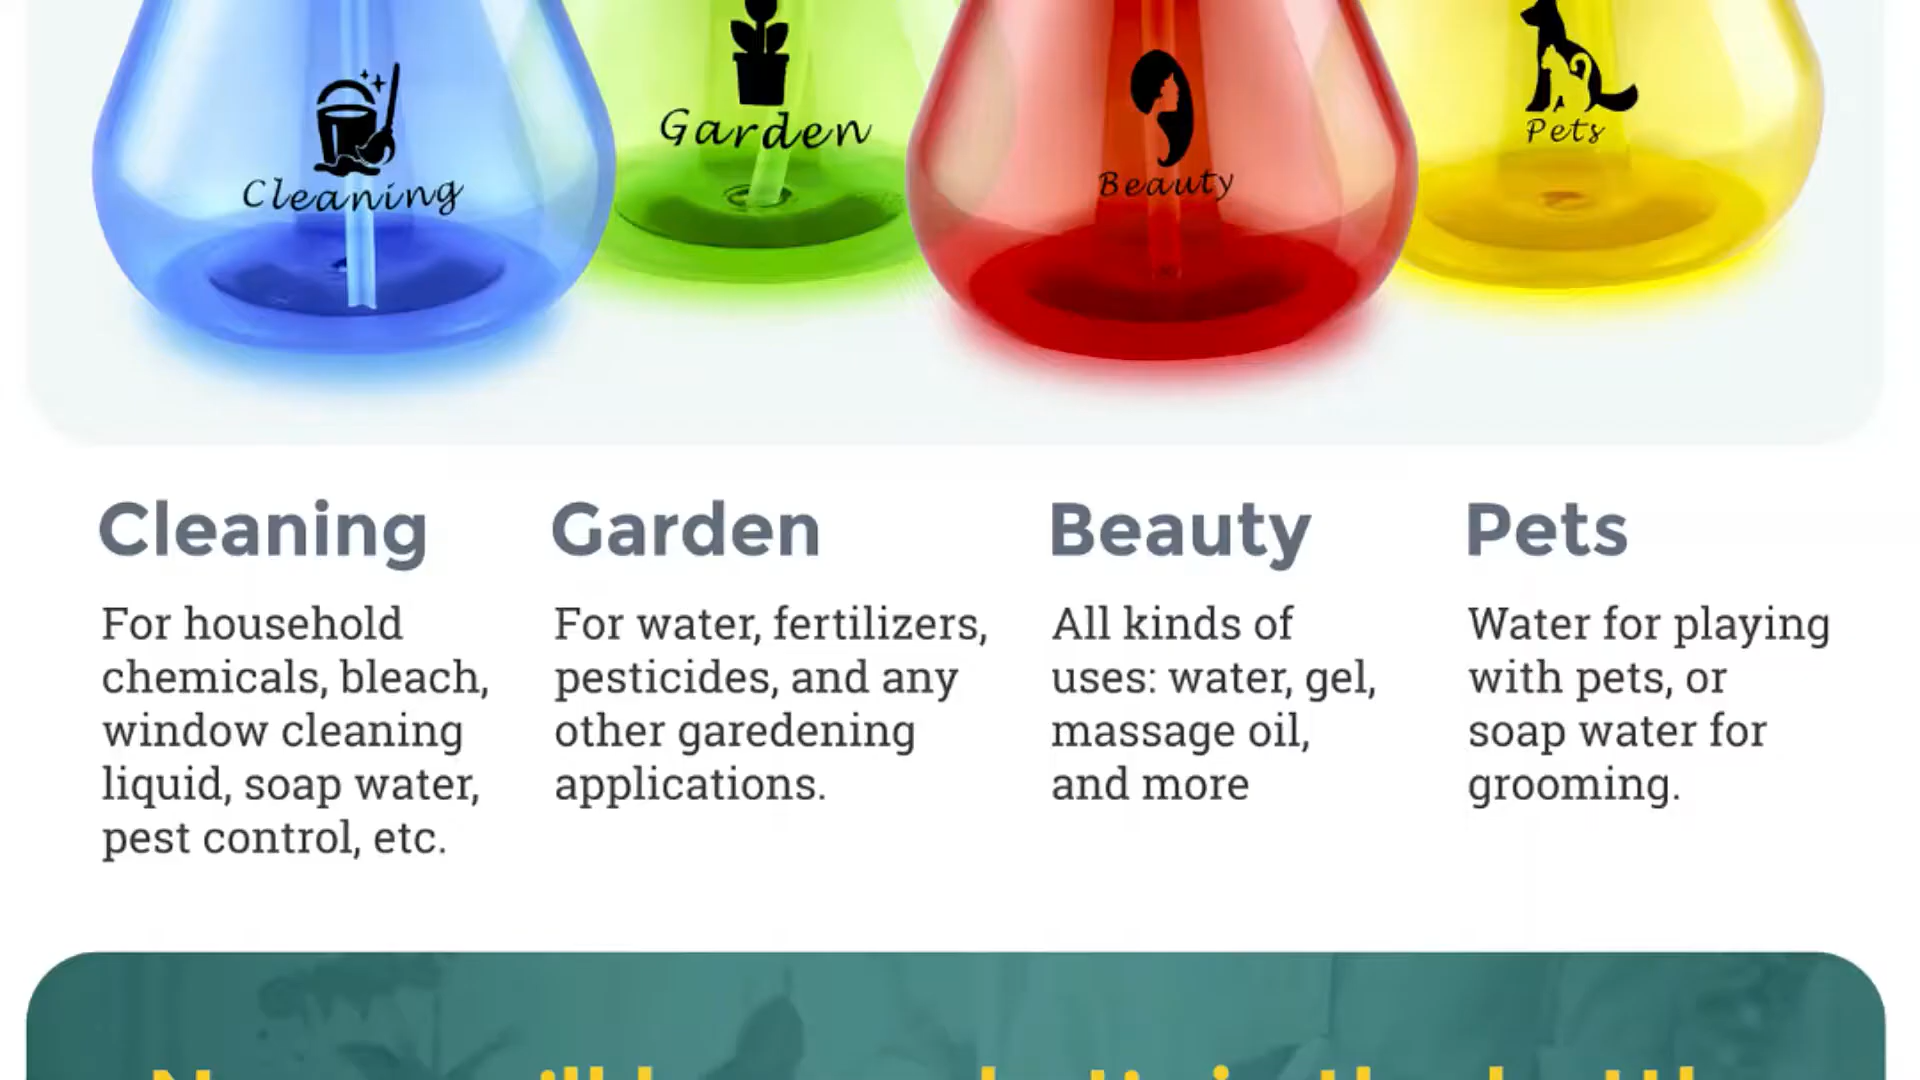 Garden
Cleaning
Beauty
Pets
Cleaning
For household
chemicals, bleach,
window cleaning
liquid, soap water,
pest control, etc.
Garden
For water, fertilizers,
pesticides, and any
other garedening
applications.
Beauty
All kinds of
uses: water, gel,
massage oil,
and more
Pets
Water for playing
with pets, or
soap water for
grooming.